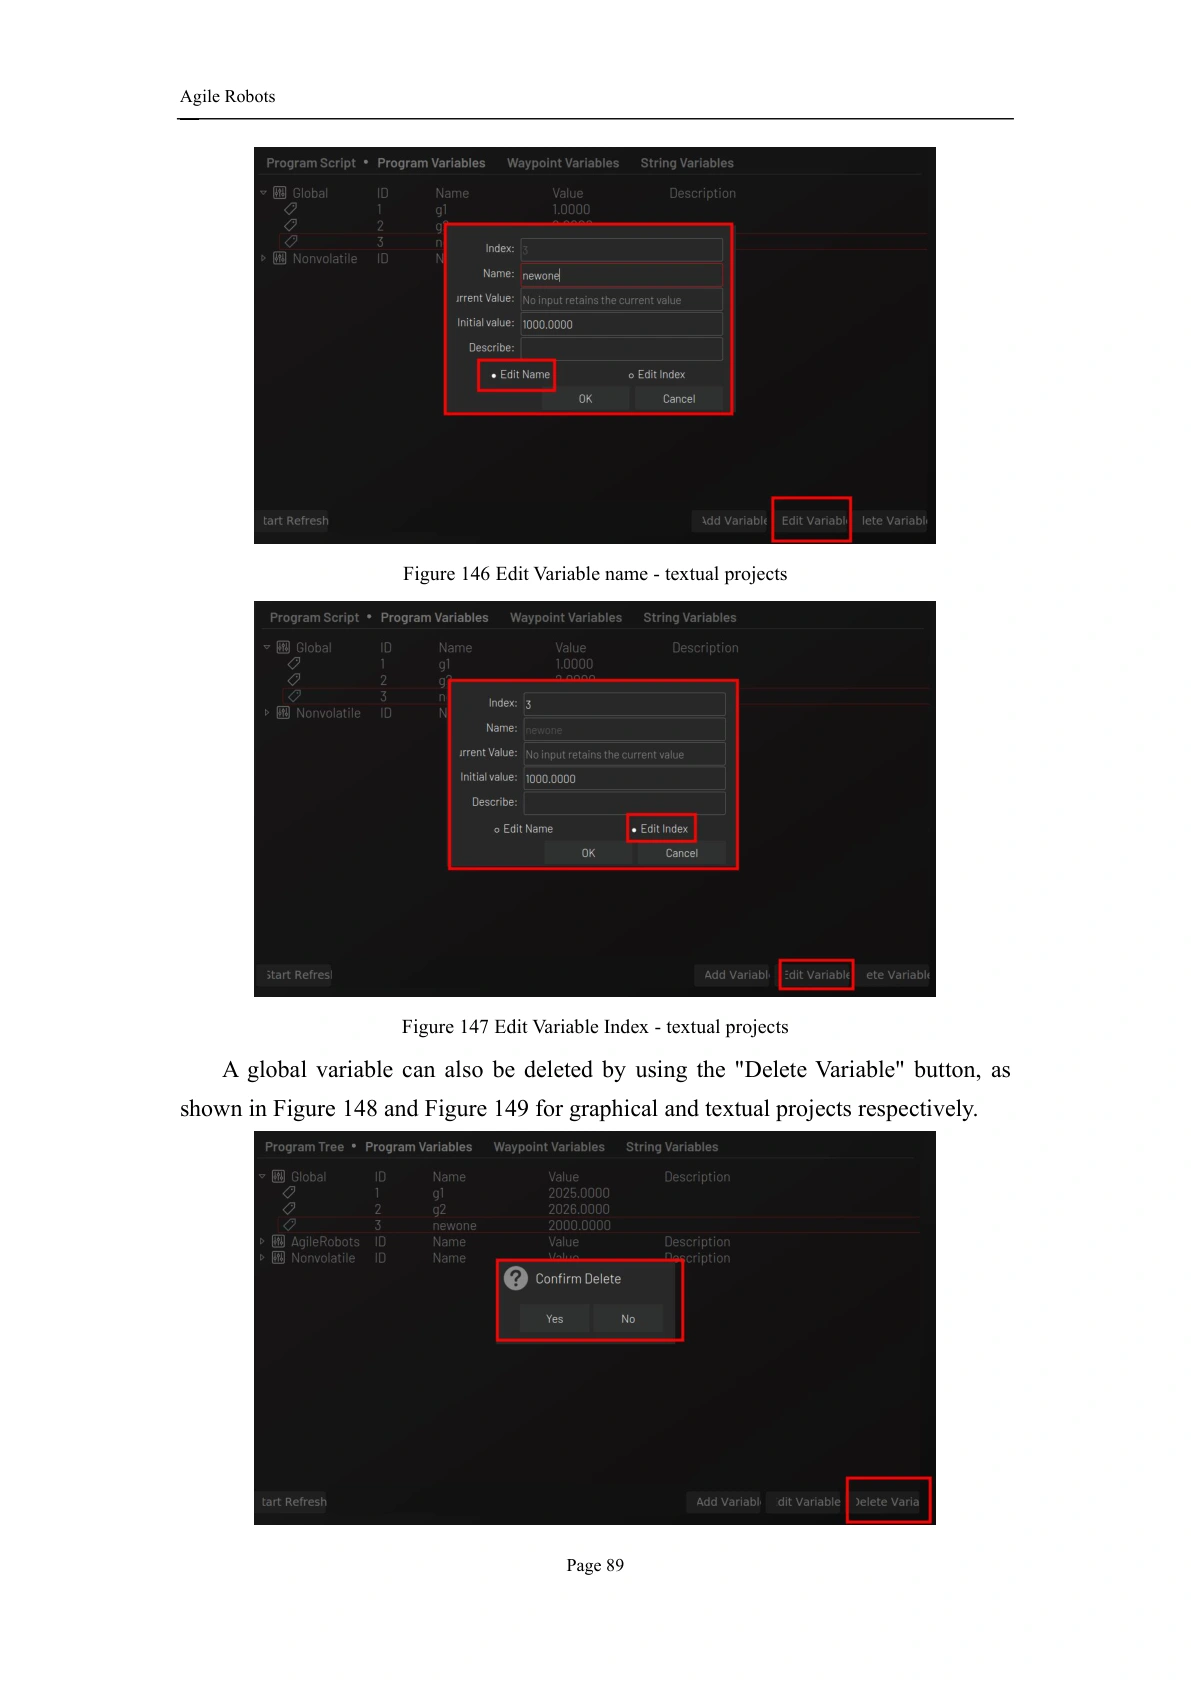 Agile Robots
Program Script • Program Variables Waypoint Variables String Variables
Global ID Name Value Description
1 g1 1.0000
2
3
Nonvolatile ID
Index: 3
Name: newone
urrent Value: No input retains the current value
Initial value: 1000.0000
Describe:
Edit Name Edit Index
OK Cancel
tart Refresh Add Variable Edit Variabl lete Variabl
Figure 146 Edit Variable name - textual projects
Program Script • Program Variables Waypoint Variables String Variables
Global ID Name Value Description
1 g1 1.0000
2
3
Nonvolatile ID
Index: 3
Name: newone
urrent Value: No input retains the current value
Initial value: 1000.0000
Describe:
Edit Name Edit Index
OK Cancel
Start Refresl Add Variabl Edit Variable ete Variable
Figure 147 Edit Variable Index - textual projects
A global variable can also be deleted by using the "Delete Variable" button, as
shown in Figure 148 and Figure 149 for graphical and textual projects respectively.
Program Tree • Program Variables Waypoint Variables String Variables
Global ID Name Value Description
1 g1 2025.0000
2 g2 2026.0000
3 newone 2000.0000
AgileRobots ID Name Value Description
Nonvolatile ID Name Value Description
Confirm Delete
Yes No
tart Refresh Add Variabl dit Variable Delete Varia
Page 89